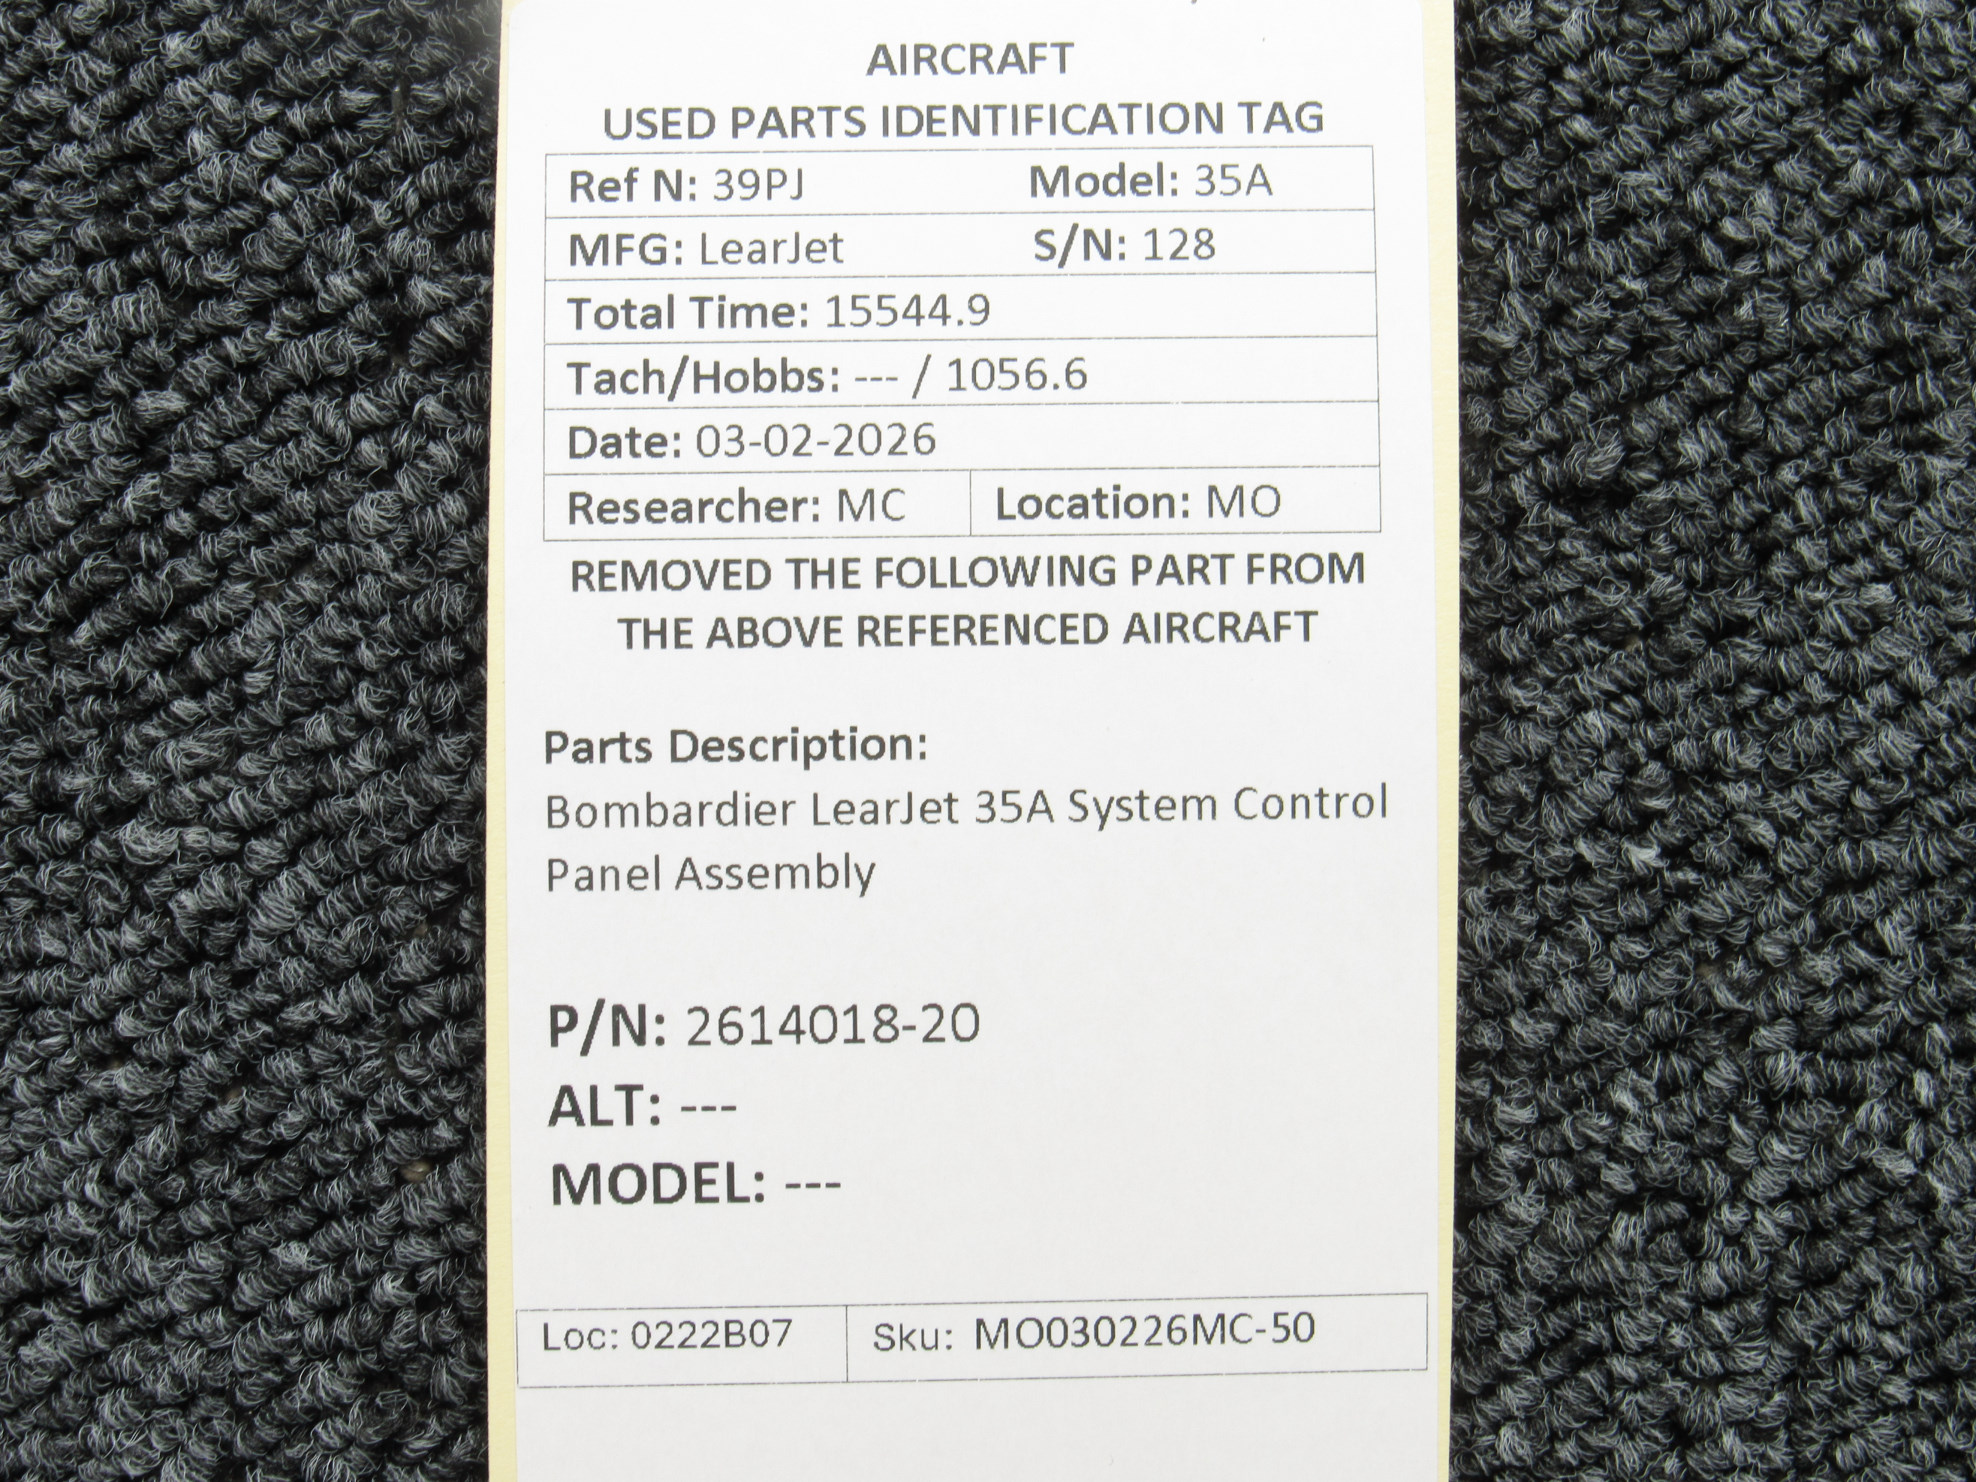 AIRCRAFT
USED PARTS IDENTIFICATION TAG
Ref N: 39PJ Model: 35A
MFG: LearJet S/N: 128
Total Time: 15544.9
Tach/Hobbs: --- / 1056.6
Date: 03-02-2026
Researcher: MC Location: MO
REMOVED THE FOLLOWING PART FROM
THE ABOVE REFERENCED AIRCRAFT
Parts Description:
Bombardier LearJet 35A System Control
Panel Assembly
P/N: 2614018-20
ALT: ---
MODEL: ---
Loc: 0222B07 Sku: MO030226MC-50